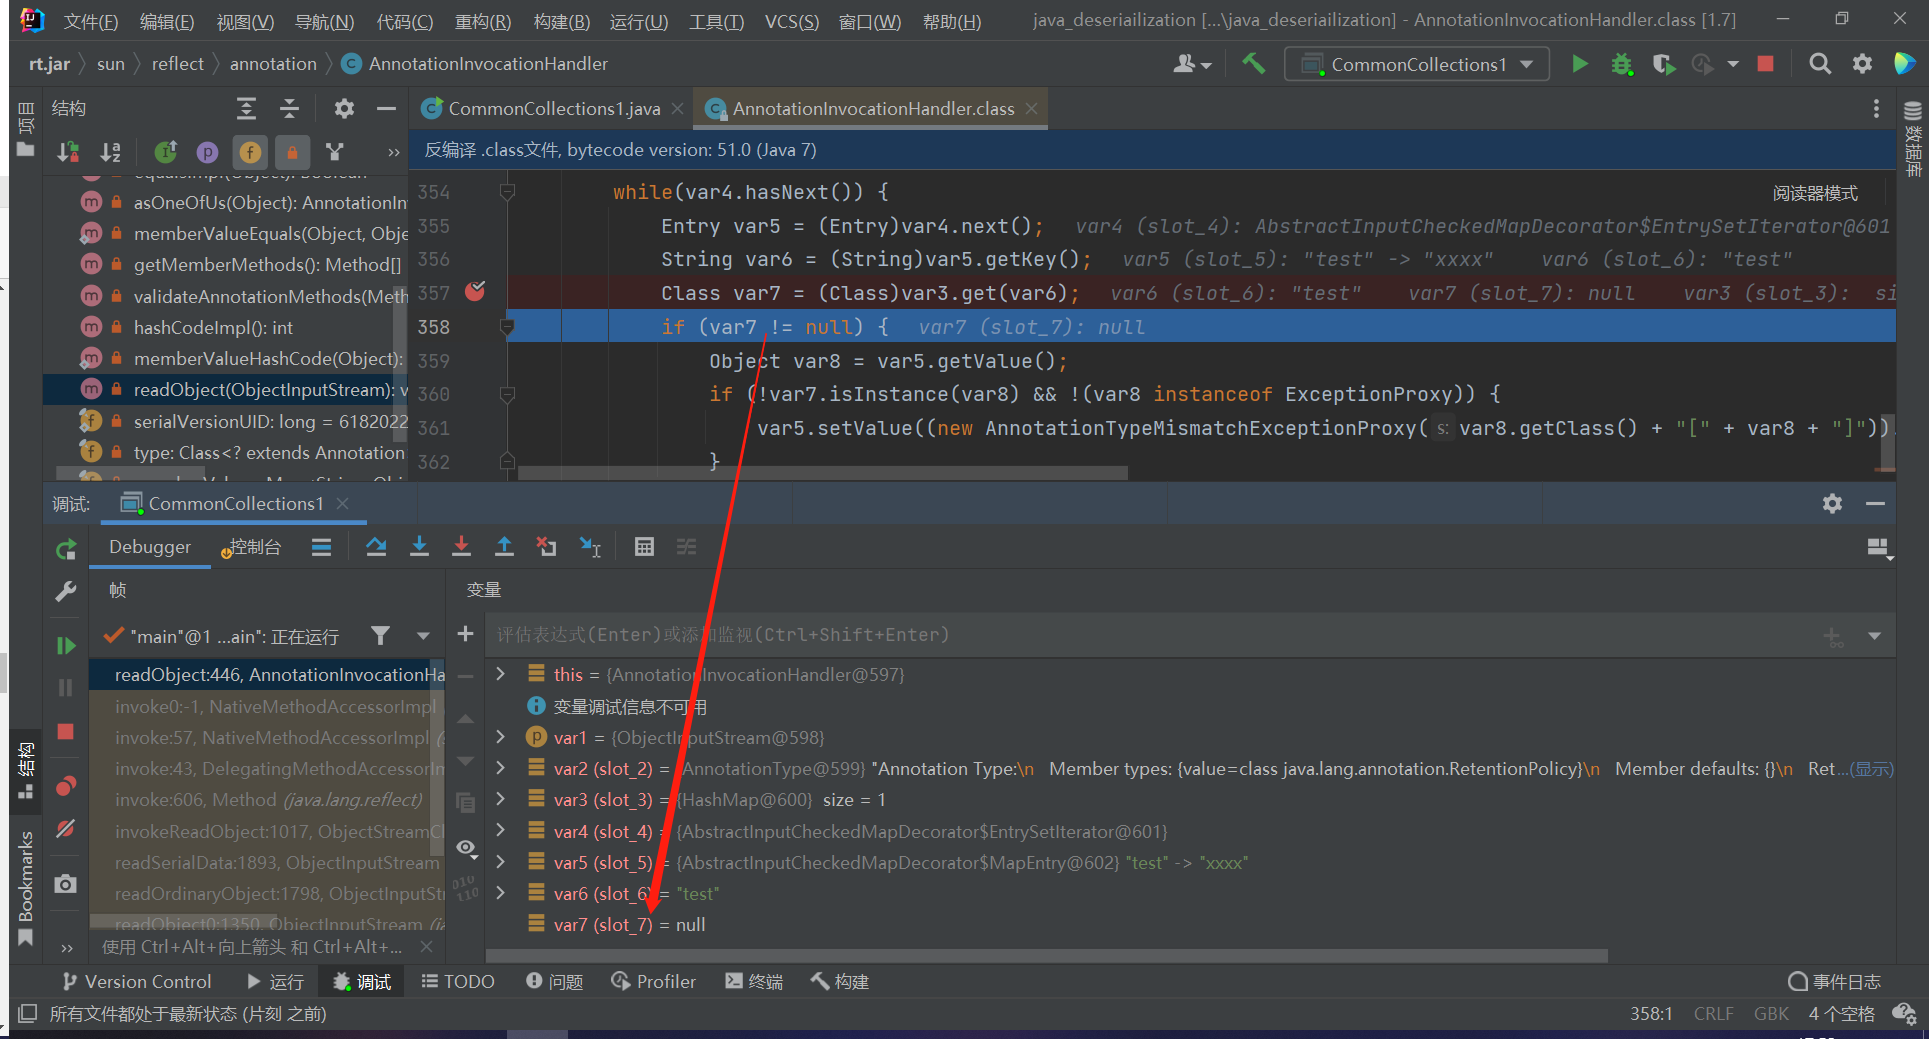 文件(F) 编辑(E) 视图(V) 导航(N) 代码(C) 重构(R) 构建(B) 运行(U) 工具(T) VCS(S) 窗口(W) 帮助(H) java_deseriailization [...\java_deseriailization] - AnnotationInvocationHandler.class [1.7]
rt.jar sun reflect annotation AnnotationInvocationHandler CommonCollections1
项目
结构
CommonCollections1.java AnnotationInvocationHandler.class
数据库
反编译 .class文件, bytecode version: 51.0 (Java 7)
阅读器模式
equalsImpl(Object): Boolean
asOneOfUs(Object): AnnotationIn
memberValueEquals(Object, Obje
getMemberMethods(): Method[]
validateAnnotationMethods(Meth
hashCodeImpl(): int
memberValueHashCode(Object):
readObject(ObjectInputStream): v
serialVersionUID: long = 6182022
type: Class<? extends Annotation
354 while(var4.hasNext()) {
355 Entry var5 = (Entry)var4.next(); var4 (slot_4): AbstractInputCheckedMapDecorator$EntrySetIterator@601
356 String var6 = (String)var5.getKey(); var5 (slot_5): "test" -> "xxxx" var6 (slot_6): "test"
357 Class var7 = (Class)var3.get(var6); var6 (slot_6): "test" var7 (slot_7): null var3 (slot_3): si
358 if (var7 != null) { var7 (slot_7): null
359 Object var8 = var5.getValue();
360 if (!var7.isInstance(var8) && !(var8 instanceof ExceptionProxy)) {
361 var5.setValue((new AnnotationTypeMismatchExceptionProxy( s: var8.getClass() + "[" + var8 + "]")).
362 }
调试: CommonCollections1
Debugger 控制台
帧
变量
"main"@1 ...ain": 正在运行
评估表达式(Enter)或添加监视(Ctrl+Shift+Enter)
readObject:446, AnnotationInvocationHa
invoke0:-1, NativeMethodAccessorImpl
invoke:57, NativeMethodAccessorImpl (s
invoke:43, DelegatingMethodAccessorIm
invoke:606, Method (java.lang.reflect)
invokeReadObject:1017, ObjectStreamCl
readSerialData:1893, ObjectInputStream
readOrdinaryObject:1798, ObjectInputStr
readObject0:1350, ObjectInputStream (ja
使用 Ctrl+Alt+向上箭头 和 Ctrl+Alt+...
this = {AnnotationInvocationHandler@597}
变量调试信息不可用
var1 = {ObjectInputStream@598}
var2 (slot_2) = {AnnotationType@599} "Annotation Type:\n Member types: {value=class java.lang.annotation.RetentionPolicy}\n Member defaults: {}\n Ret ...(显示)
var3 (slot_3) = {HashMap@600} size = 1
var4 (slot_4) = {AbstractInputCheckedMapDecorator$EntrySetIterator@601}
var5 (slot_5) = {AbstractInputCheckedMapDecorator$MapEntry@602} "test" -> "xxxx"
var6 (slot_6) = "test"
var7 (slot_7) = null
结构
Bookmarks
Version Control 运行 调试 TODO 问题 Profiler 终端 构建 事件日志
所有文件都处于最新状态 (片刻 之前) 358:1 CRLF GBK 4 个空格